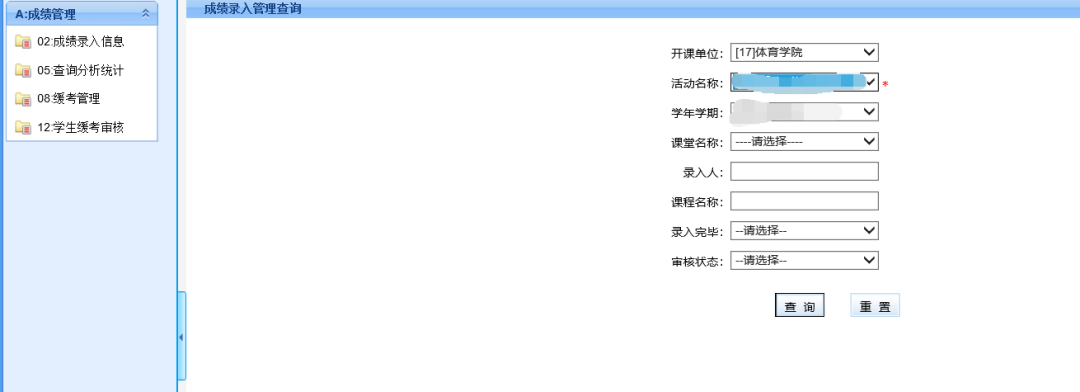 A:成绩管理
02:成绩录入信息
05:查询分析统计
08:缓考管理
12:学生缓考审核
成绩录入管理查询
开课单位: [17]体育学院
活动名称: *
学年学期:
课堂名称: ----请选择----
录入人:
课程名称:
录入完毕: --请选择--
审核状态: --请选择--
查 询 重 置